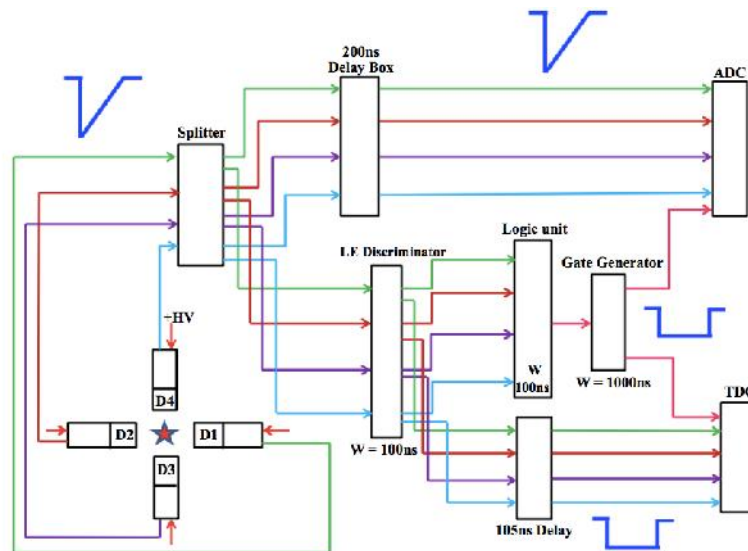 200ns
Delay Box
ADC
Splitter
Logic unit
LE Discriminator
Gate Generator
+HV
W
100ns
W = 1000ns
D4
TDC
D2
D1
W = 100ns
D3
105ns Delay